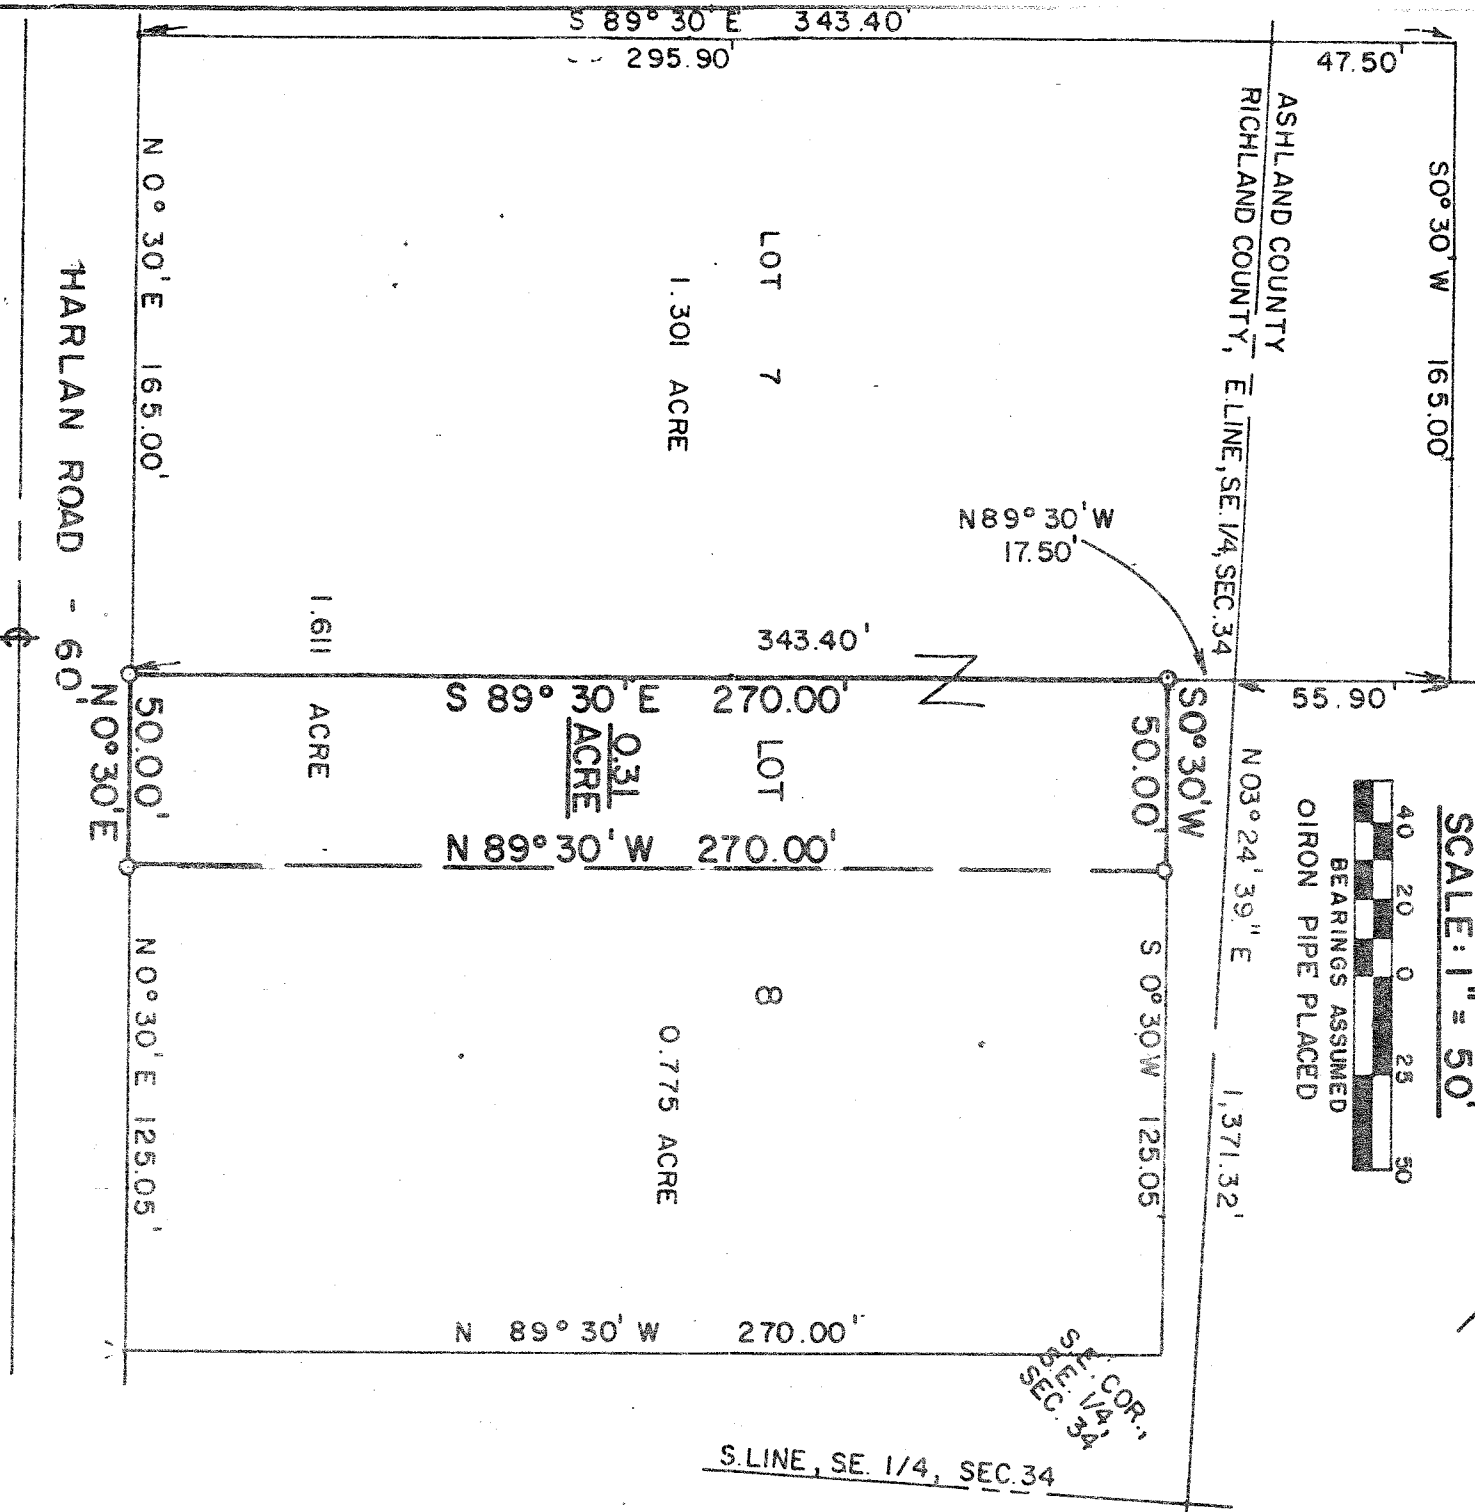 S 89° 30' E 343.40'
295.90'
47.50'
ASHLAND COUNTY
RICHLAND COUNTY, E.LINE, SE.1/4, SEC.34
S0° 30' W 165.00'
N 0° 30' E 165.00'
LOT 7
1.301 ACRE
HARLAN ROAD - 60'
N 89° 30' W
17.50'
343.40'
1.611 ACRE
S 89° 30' E 270.00'
0.31
ACRE
LOT 8
N 89° 30' W 270.00'
50.00'
N 0° 30' E
S0° 30' W
50.00'
55.90'
N 03° 24' 39" E 1,371.32'
SCALE: 1" = 50'
40 20 0 25 50
BEARINGS ASSUMED
O IRON PIPE PLACED
N 0° 30' E 125.05'
S 0° 30' W 125.05'
0.775 ACRE
N 89° 30' W 270.00'
S.E. COR.,
S.E. 1/4,
SEC. 34
S.LINE, SE. 1/4, SEC.34